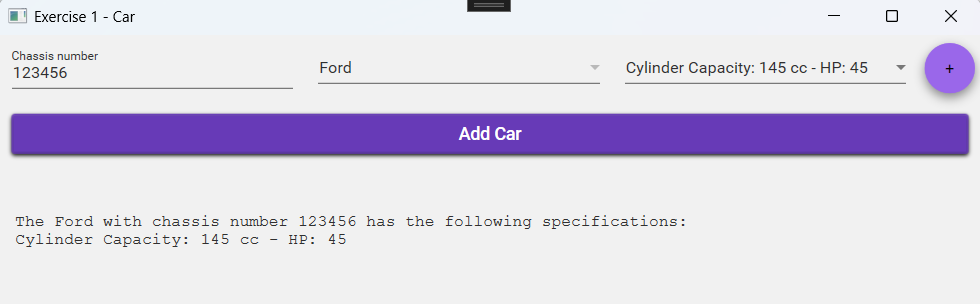 Exercise 1 - Car
Chassis number
123456
Ford
Cylinder Capacity: 145 cc - HP: 45
+
Add Car
The Ford with chassis number 123456 has the following specifications:
Cylinder Capacity: 145 cc - HP: 45